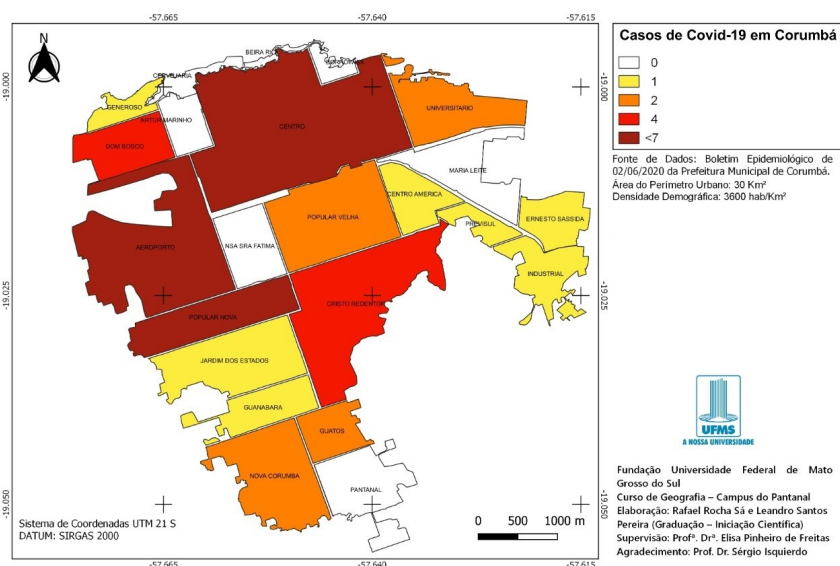 -57.665
-57.640
-57.615
N
BEIRA RIO
CERVEJARIA
GENEROSO
ARTUR MARINHO
DOM BOSCO
CENTRO
UNIVERSITARIO
MARIA LEITE
CENTRO AMERICA
PREVISUL
ERNESTO SASSIDA
INDUSTRIAL
POPULAR VELHA
NSA SRA FATIMA
AEROPORTO
CRISTO REDENTOR
POPULAR NOVA
JARDIM DOS ESTADOS
GUANABARA
GUATOS
NOVA CORUMBA
PANTANAL
-19.000
-19.025
-19.050
-19.000
-19.025
-19.050
Sistema de Coordenadas UTM 21 S
DATUM: SIRGAS 2000
0 500 1000 m
-57.665
-57.640
-57.615
Casos de Covid-19 em Corumbá
0
1
2
4
<7
Fonte de Dados: Boletim Epidemiológico de
02/06/2020 da Prefeitura Municipal de Corumbá.
Área do Perímetro Urbano: 30 Km²
Densidade Demográfica: 3600 hab/Km²
UFMS
A NOSSA UNIVERSIDADE
Fundação Universidade Federal de Mato
Grosso do Sul
Curso de Geografia – Campus do Pantanal
Elaboração: Rafael Rocha Sá e Leandro Santos
Pereira (Graduação – Iniciação Científica)
Supervisão: Profª. Drª. Elisa Pinheiro de Freitas
Agradecimento: Prof. Dr. Sérgio Isquierdo